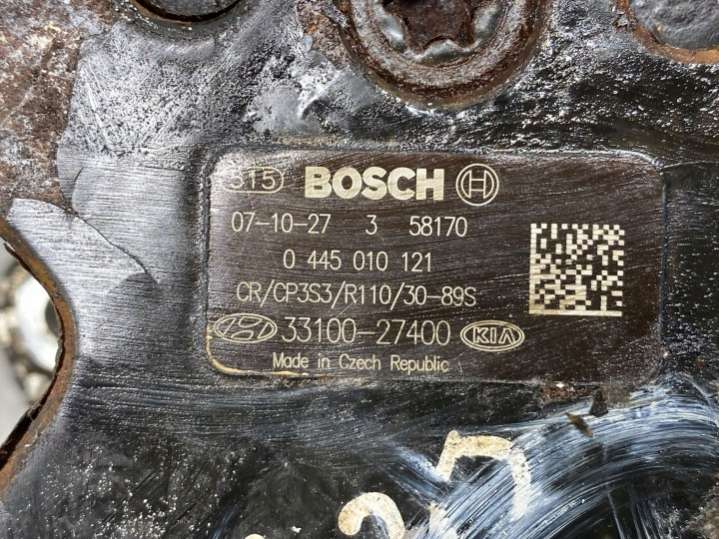 315 BOSCH
07-10-27 3 58170
0 445 010 121
CR/CP3S3/R110/30-89S
33100-27400 KIA
Made in Czech Republic